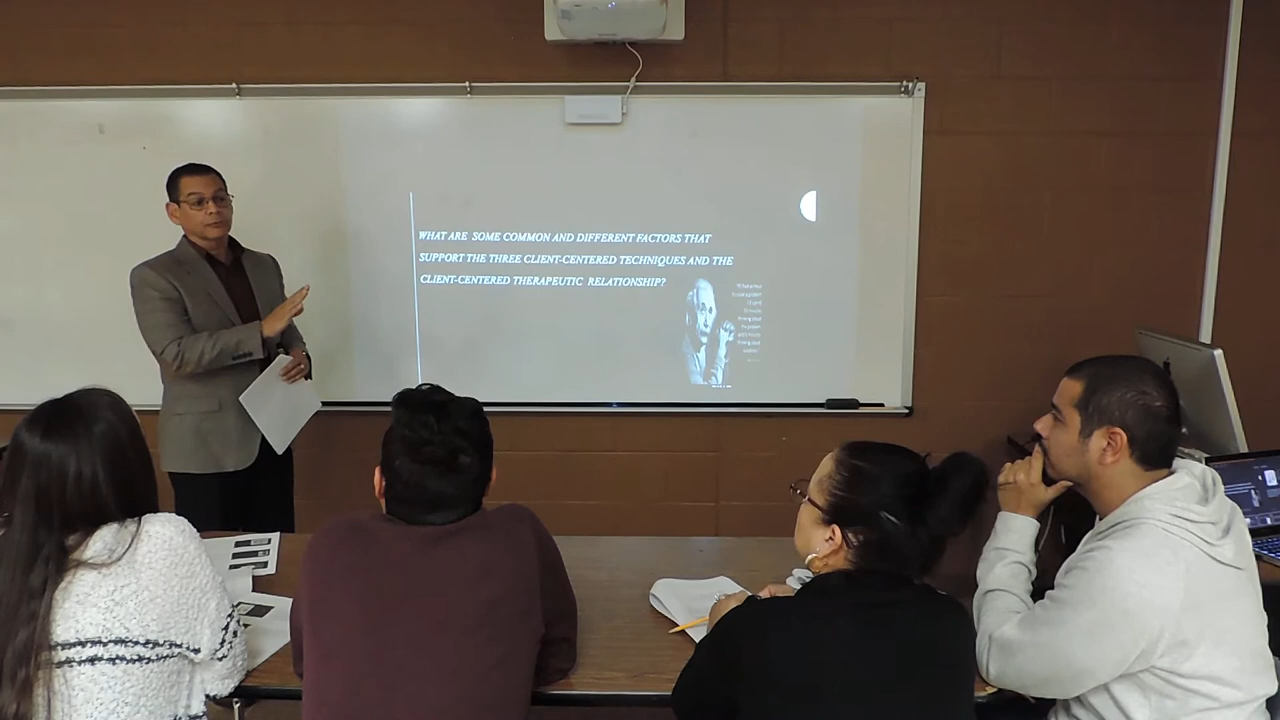 WHAT ARE SOME COMMON AND DIFFERENT FACTORS THAT
SUPPORT THE THREE CLIENT-CENTERED TECHNIQUES AND THE
CLIENT-CENTERED THERAPEUTIC RELATIONSHIP?